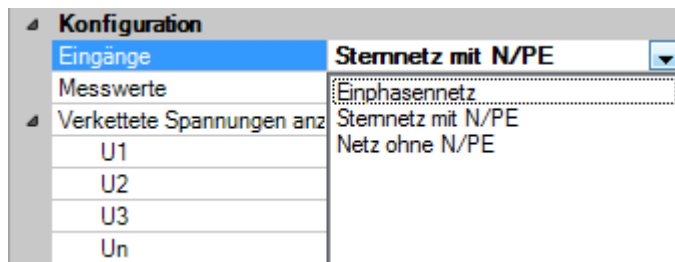 Konfiguration
Eingänge Sternnetz mit N/PE
Messwerte Einphasennetz
Verkettete Spannungen anz Sternnetz mit N/PE
U1 Netz ohne N/PE
U2
U3
Un